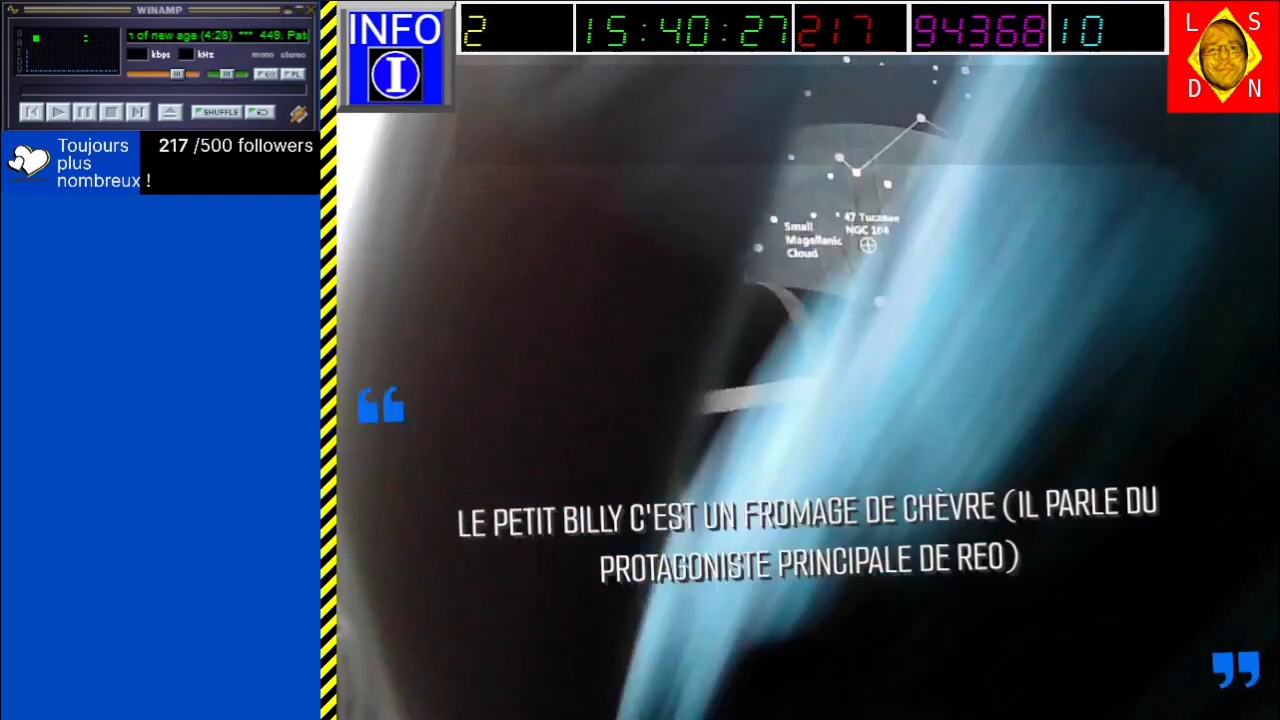 WINAMP
n of new age (4:28) *** 449. Pat
kbps
kHz
mono stereo
EQ
PL
SHUFFLE
Toujours
plus
nombreux !
217 /500 followers
INFO
I
2
15:40:27
217
94368
10
L S
D N
47 Tucanae
NGC 104
Small
Magellanic
Cloud
“
LE PETIT BILLY C'EST UN FROMAGE DE CHÈVRE (IL PARLE DU
PROTAGONISTE PRINCIPALE DE REO)
”